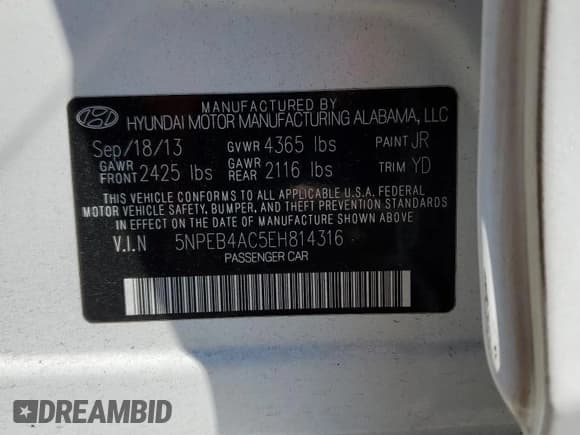 MANUFACTURED BY
HYUNDAI MOTOR MANUFACTURING ALABAMA, LLC
Sep/18/13 GVWR 4365 lbs PAINT JR
GAWR FRONT 2425 lbs GAWR REAR 2116 lbs TRIM YD
THIS VEHICLE CONFORMS TO ALL APPLICABLE U.S.A. FEDERAL
MOTOR VEHICLE SAFETY, BUMPER, AND THEFT PREVENTION STANDARDS
IN EFFECT ON THE DATE OF MANUFACTURE SHOWN ABOVE
V.I.N 5NPEB4AC5EH814316
PASSENGER CAR
DREAMBID